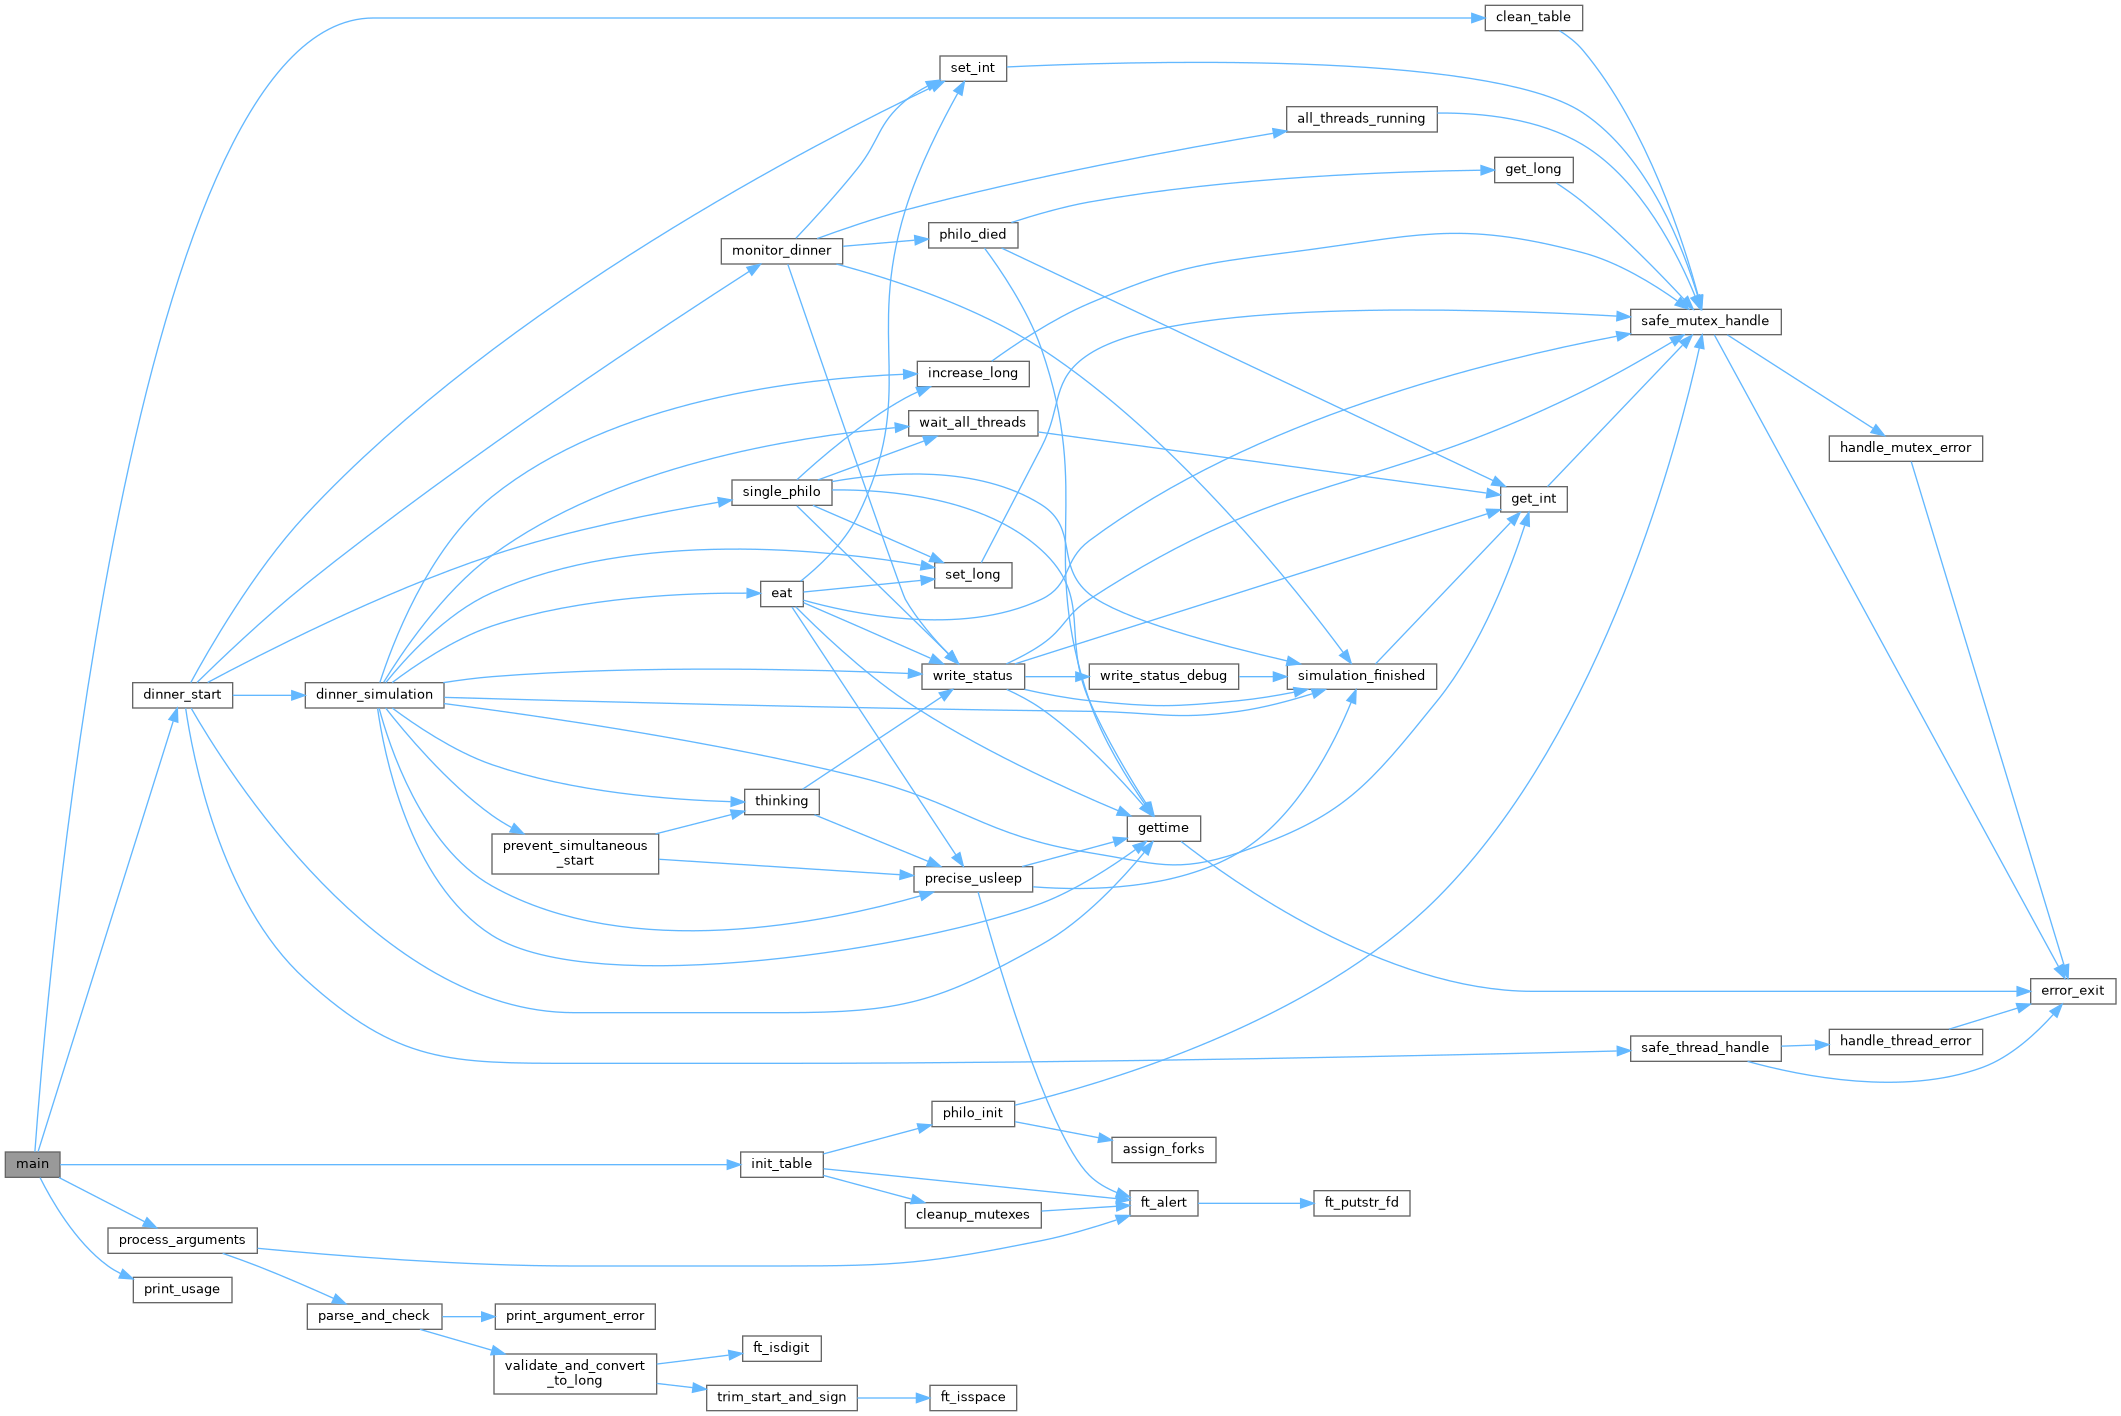 clean_table
set_int
all_threads_running
get_long
philo_died
monitor_dinner
safe_mutex_handle
increase_long
wait_all_threads
handle_mutex_error
single_philo
get_int
set_long
eat
write_status
write_status_debug
simulation_finished
dinner_start
dinner_simulation
thinking
gettime
prevent_simultaneous
_start
precise_usleep
error_exit
handle_thread_error
safe_thread_handle
philo_init
assign_forks
main
init_table
ft_alert
ft_putstr_fd
cleanup_mutexes
process_arguments
print_usage
parse_and_check
print_argument_error
ft_isdigit
validate_and_convert
_to_long
trim_start_and_sign
ft_isspace